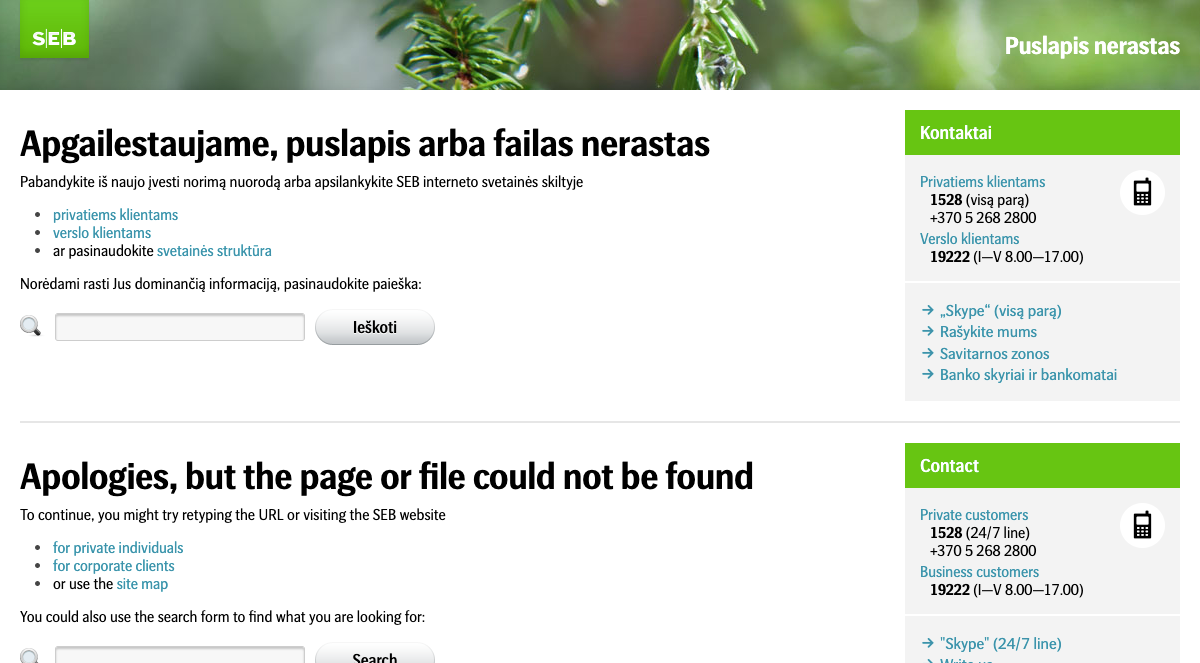 SEB
Puslapis nerastas
Apgailestaujame, puslapis arba failas nerastas
Pabandykite iš naujo įvesti norimą nuorodą arba apsilankykite SEB interneto svetainės skiltyje
privatiems klientams
verslo klientams
ar pasinaudokite svetainės struktūra
Norėdami rasti Jus dominančią informaciją, pasinaudokite paieška:
Ieškoti
Kontaktai
Privatiems klientams
1528 (visą parą)
+370 5 268 2800
Verslo klientams
19222 (I—V 8.00—17.00)
„Skype“ (visą parą)
Rašykite mums
Savitarnos zonos
Banko skyriai ir bankomatai
Apologies, but the page or file could not be found
To continue, you might try retyping the URL or visiting the SEB website
for private individuals
for corporate clients
or use the site map
You could also use the search form to find what you are looking for:
Search
Contact
Private customers
1528 (24/7 line)
+370 5 268 2800
Business customers
19222 (I—V 8.00—17.00)
"Skype" (24/7 line)
Write us